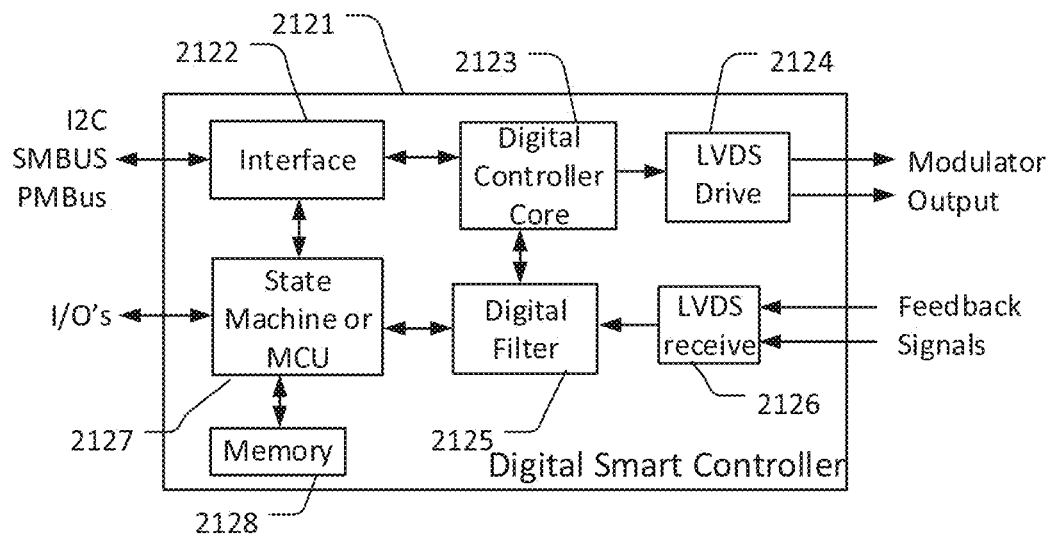 2121
2122
2123
2124
I2C
SMBUS
PMBus
Interface
Digital
Controller
Core
LVDS
Drive
Modulator
Output
I/O's
State
Machine or
MCU
Digital
Filter
LVDS
receive
Feedback
Signals
2127
Memory
2125
2126
Digital Smart Controller
2128